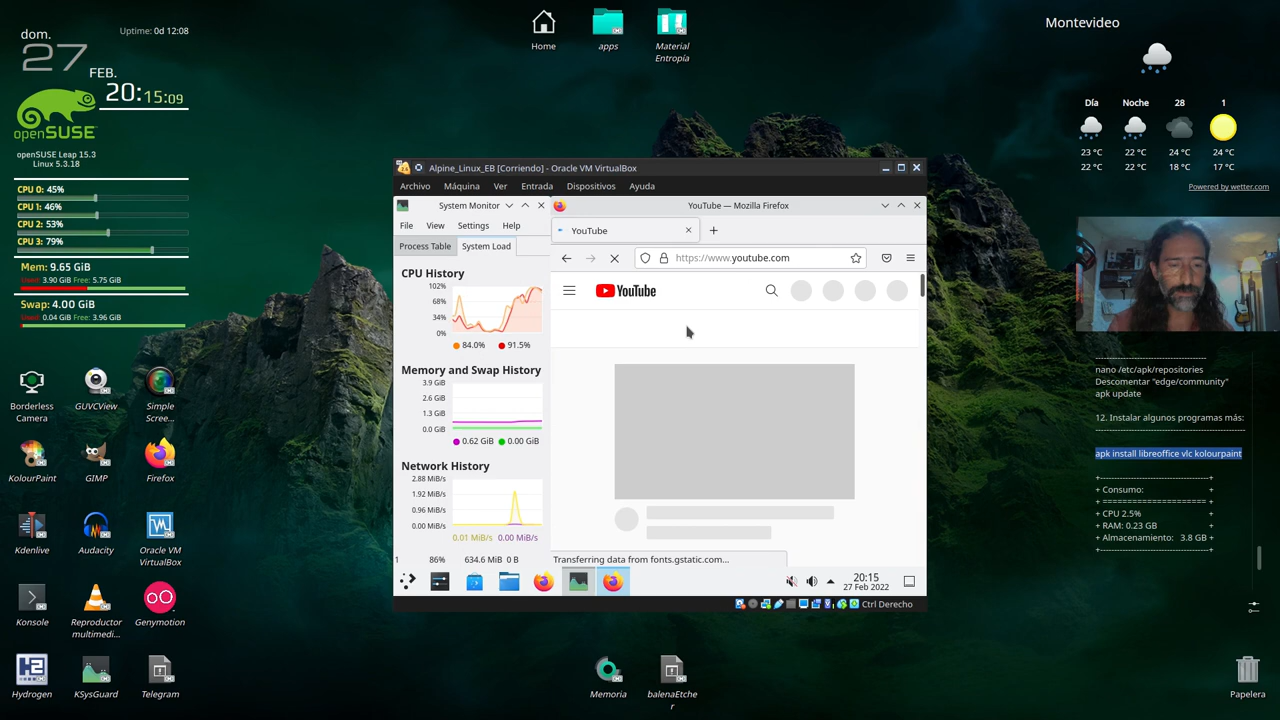 dom.
27
FEB.
Uptime: 0d 12:08
20:15:09
openSUSE
openSUSE Leap 15.3
Linux 5.3.18
CPU 0: 45%
CPU 1: 46%
CPU 2: 53%
CPU 3: 79%
Mem: 9.65 GiB
Used: 3.90 GiB Free: 5.75 GiB
Swap: 4.00 GiB
Used: 0.04 GiB Free: 3.96 GiB
Borderless
Camera
GUVCView
Simple
Scree...
KolourPaint
GIMP
Firefox
Kdenlive
Audacity
Oracle VM
VirtualBox
Konsole
Reproductor
multimedi...
Genymotion
Hydrogen
KSysGuard
Telegram
Home
apps
Material
Entropía
Alpine_Linux_EB [Corriendo] - Oracle VM VirtualBox
Archivo Máquina Ver Entrada Dispositivos Ayuda
System Monitor
File View Settings Help
Process Table System Load
CPU History
102%
68%
34%
0%
84.0% 91.5%
Memory and Swap History
3.9 GiB
2.6 GiB
1.3 GiB
0.0 GiB
0.62 GiB 0.00 GiB
Network History
2.88 MiB/s
1.92 MiB/s
0.96 MiB/s
0.00 MiB/s
0.01 MiB/s 0.00 MiB/s
1 86% 634.6 MiB 0 B
YouTube — Mozilla Firefox
YouTube
https://www.youtube.com
YouTube
Transferring data from fonts.gstatic.com...
20:15
27 Feb 2022
Ctrl Derecho
Memoria
balenaEtche
r
Montevideo
Día Noche 28 1
23 °C 22 °C 24 °C 24 °C
22 °C 22 °C 18 °C 17 °C
Powered by wetter.com
-------------------------------
nano /etc/apk/repositories
Descomentar "edge/community"
apk update
12. Instalar algunos programas más:
------------------------------------------
apk install libreoffice vlc kolourpaint
+--------------------------------+
+ Consumo: +
+ ====================== +
+ CPU 2.5% +
+ RAM: 0.23 GB +
+ Almacenamiento: 3.8 GB +
+--------------------------------+
Papelera